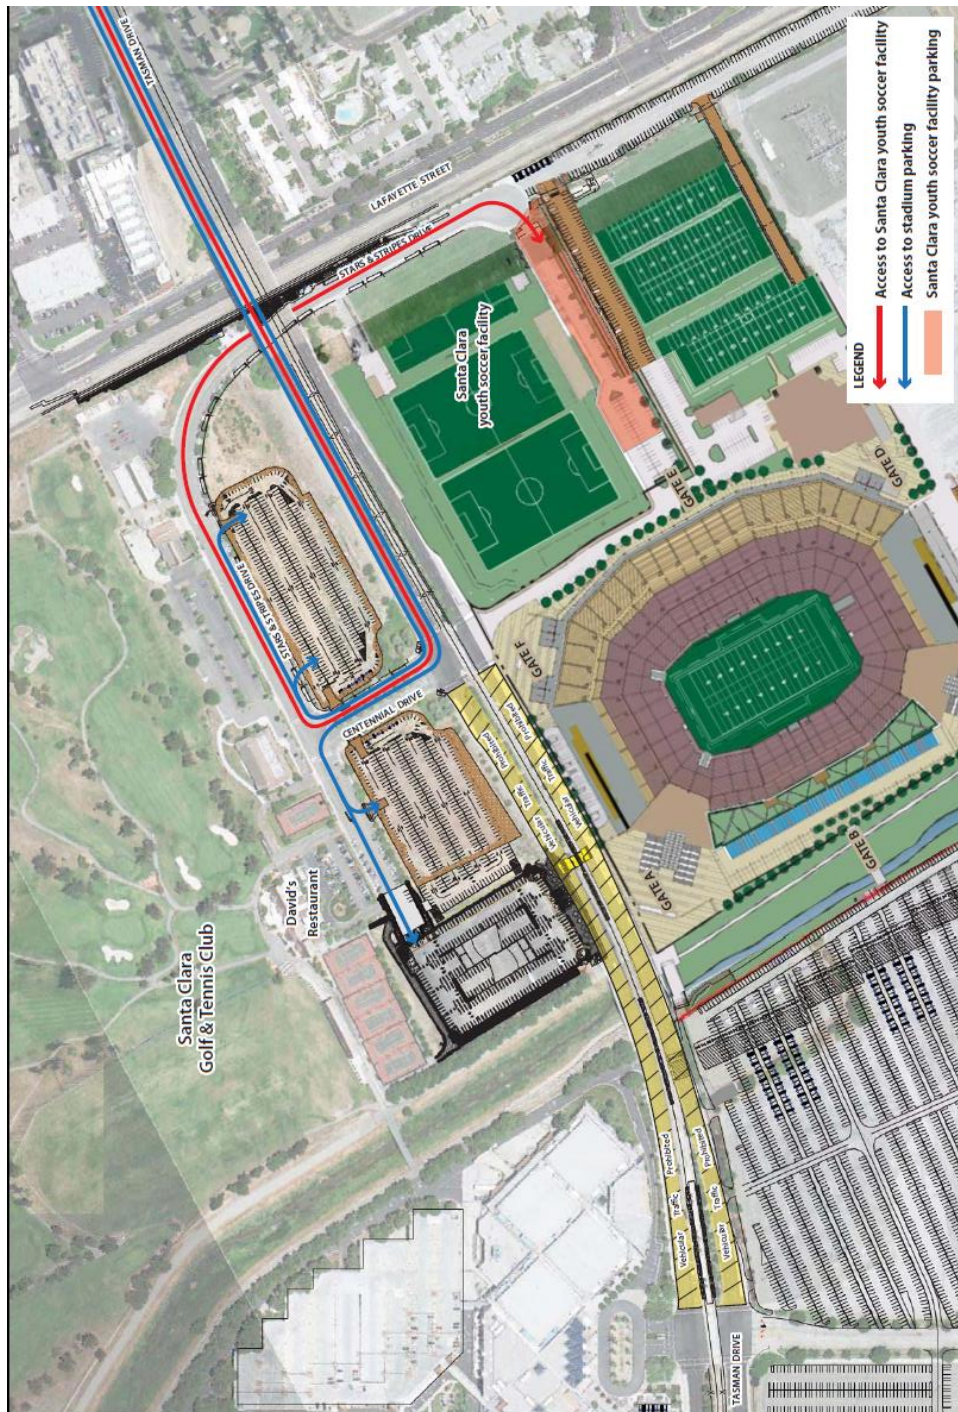 TASMAN DRIVE
LAFAYETTE STREET
STARS & STRIPES DRIVE
Santa Clara
youth soccer facility
STARS & STRIPES DRIVE
CENTENNIAL DRIVE
GATE E
GATE D
GATE F
GATE A
GATE B
Vehicular Traffic Prohibited
Vehicular Traffic Prohibited
David's
Restaurant
Santa Clara
Golf & Tennis Club
Vehicular Traffic Prohibited
Vehicular Traffic Prohibited
TASMAN DRIVE
LEGEND
Access to Santa Clara youth soccer facility
Access to stadium parking
Santa Clara youth soccer facility parking